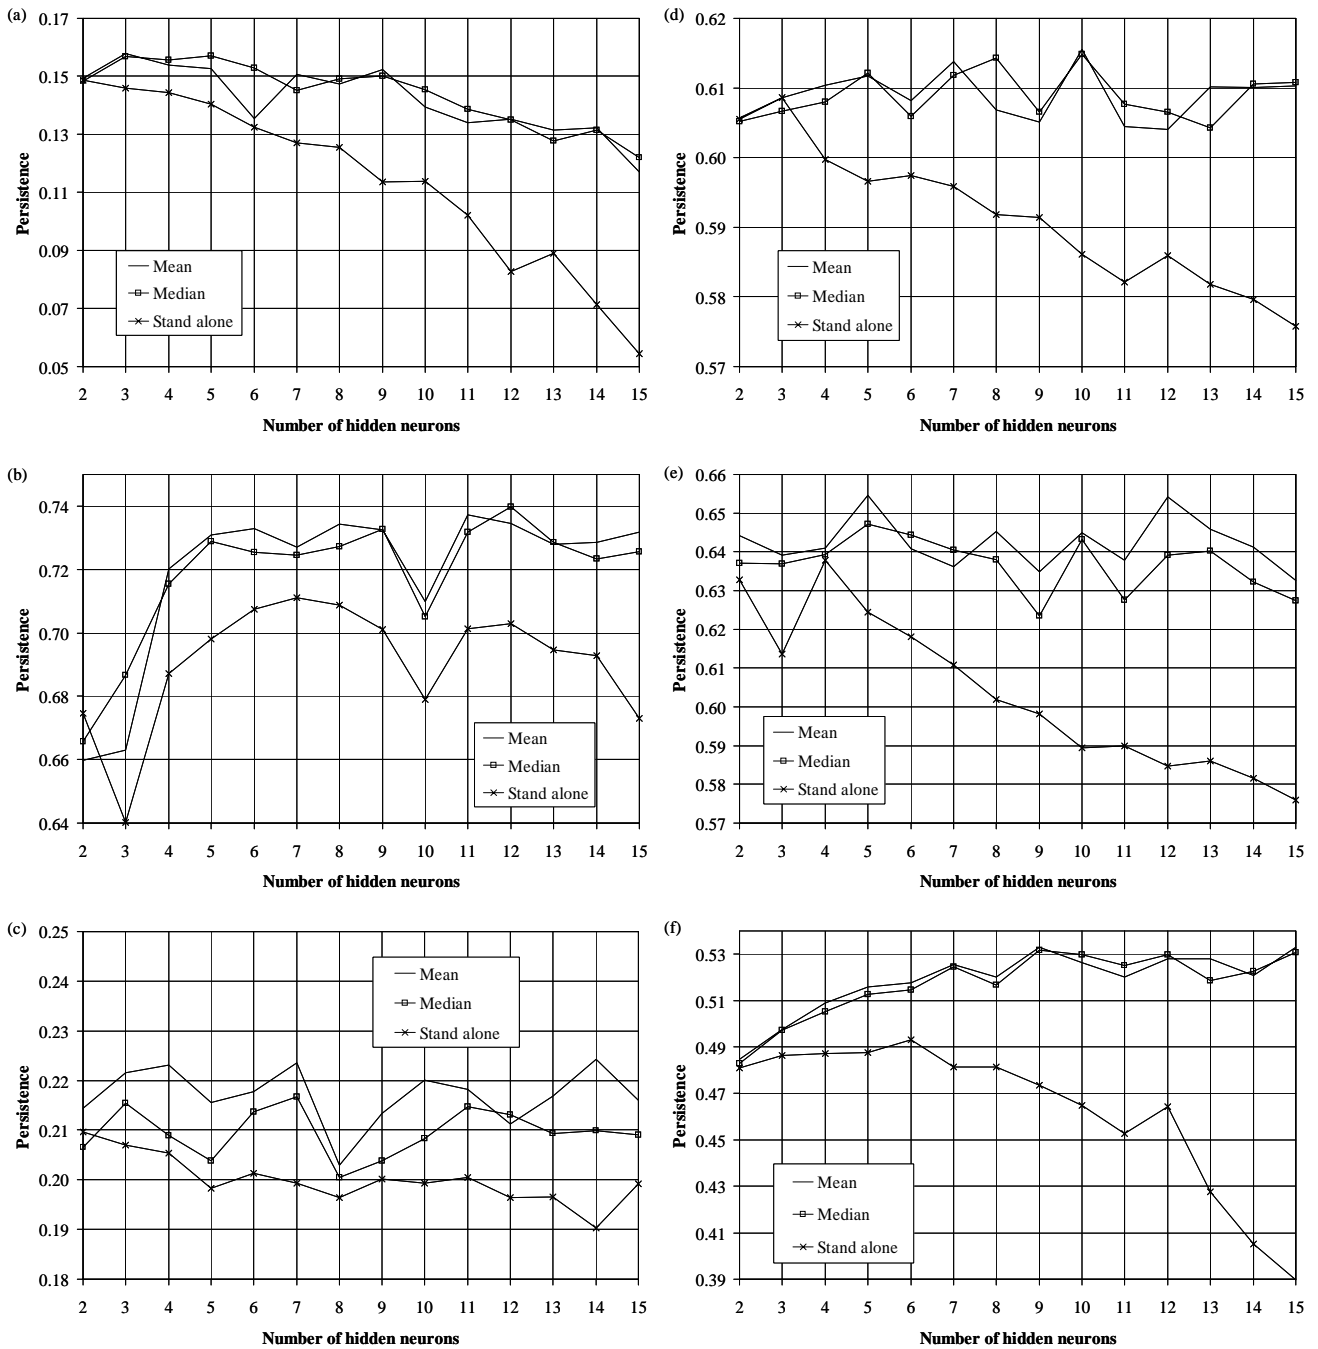 (a)
0.17
0.15
0.13
0.11
0.09
0.07
0.05
Persistence
Mean
Median
Stand alone
2 3 4 5 6 7 8 9 10 11 12 13 14 15
Number of hidden neurons
(d)
0.62
0.61
0.60
0.59
0.58
0.57
Persistence
Mean
Median
Stand alone
2 3 4 5 6 7 8 9 10 11 12 13 14 15
Number of hidden neurons
(b)
0.74
0.72
0.70
0.68
0.66
0.64
Persistence
Mean
Median
Stand alone
2 3 4 5 6 7 8 9 10 11 12 13 14 15
Number of hidden neurons
(e)
0.66
0.65
0.64
0.63
0.62
0.61
0.60
0.59
0.58
0.57
Persistence
Mean
Median
Stand alone
2 3 4 5 6 7 8 9 10 11 12 13 14 15
Number of hidden neurons
(c)
0.25
0.24
0.23
0.22
0.21
0.20
0.19
0.18
Persistence
Mean
Median
Stand alone
2 3 4 5 6 7 8 9 10 11 12 13 14 15
Number of hidden neurons
(f)
0.53
0.51
0.49
0.47
0.45
0.43
0.41
0.39
Persistence
Mean
Median
Stand alone
2 3 4 5 6 7 8 9 10 11 12 13 14 15
Number of hidden neurons